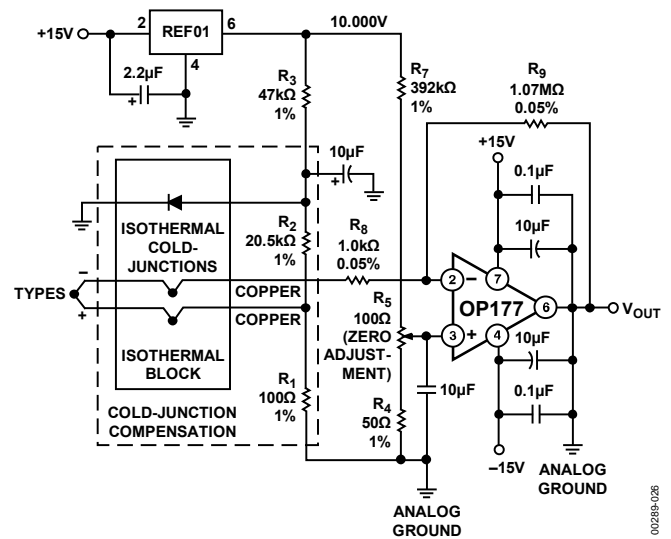 +15V
2
REF01
6
4
2.2µF
+
10.000V
R3
47kΩ
1%
R7
392kΩ
1%
R9
1.07MΩ
0.05%
+15V
0.1µF
10µF
+
10µF
ISOTHERMAL
COLD-
JUNCTIONS
R2
20.5kΩ
1%
R8
1.0kΩ
0.05%
–
TYPES
+
COPPER
COPPER
ISOTHERMAL
BLOCK
R5
100Ω
(ZERO
ADJUST-
MENT)
2
–
7
OP177
6
VOUT
3
+
4
10µF
0.1µF
10µF
R1
100Ω
1%
R4
50Ω
1%
COLD-JUNCTION
COMPENSATION
–15V
ANALOG
GROUND
ANALOG
GROUND
00289-026